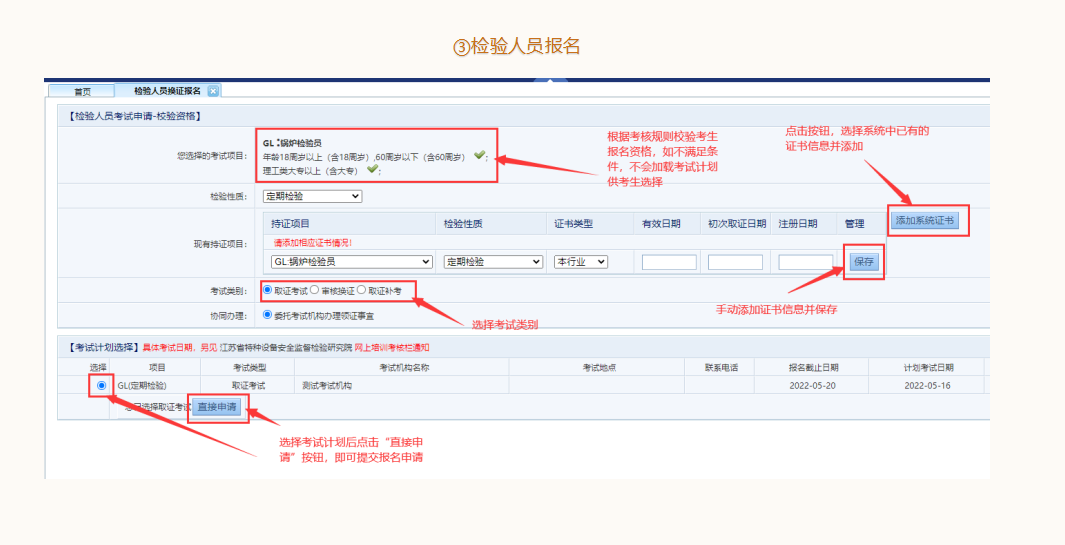 ③检验人员报名
首页
检验人员换证报名
【检验人员考试申请-校验资格】
您选择的考试项目：
GL：锅炉检验员
年龄18周岁以上（含18周岁）,60周岁以下（含60周岁）；
理工类大专以上（含大专）；
根据考核规则校验考生
报名资格，如不满足条
件，不会加载考试计划
供考生选择
点击按钮，选择系统中已有的
证书信息并添加
检验性质：
定期检验
现有持证项目：
持证项目 检验性质 证书类型 有效日期 初次取证日期 注册日期 管理
添加系统证书
请添加相应证书情况!
GL:锅炉检验员 定期检验 本行业 保存
考试类别：
取证考试 审核换证 取证补考
手动添加证书信息并保存
协同办理：
委托考试机构办理领证事宜
选择考试类别
【考试计划选择】具体考试日期，另见 江苏省特种设备安全监督检验研究院 网上培训考核栏通知
选择 项目 考试类型 考试机构名称 考试地点 联系电话 报名截止日期 计划考试日期
GL(定期检验) 取证考试 测试考试机构 2022-05-20 2022-05-16
您已选择取证考试 直接申请
选择考试计划后点击“直接申
请”按钮，即可提交报名申请